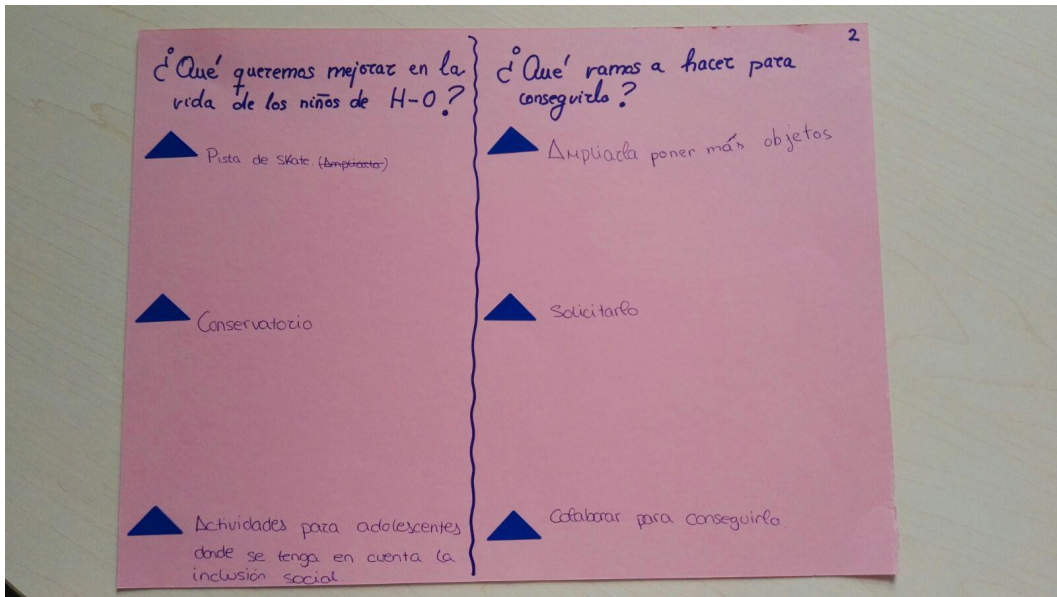 2
¿Qué queremos mejorar en la
vida de los niños de H-O?
Pista de Skate. (Ampliarla)
Conservatorio
Actividades para adolescentes
donde se tenga en cuenta la
inclusión social
¿Qué vamos a hacer para
conseguirlo?
Ampliarla poner más objetos
Solicitarlo
Colaborar para conseguirlo.